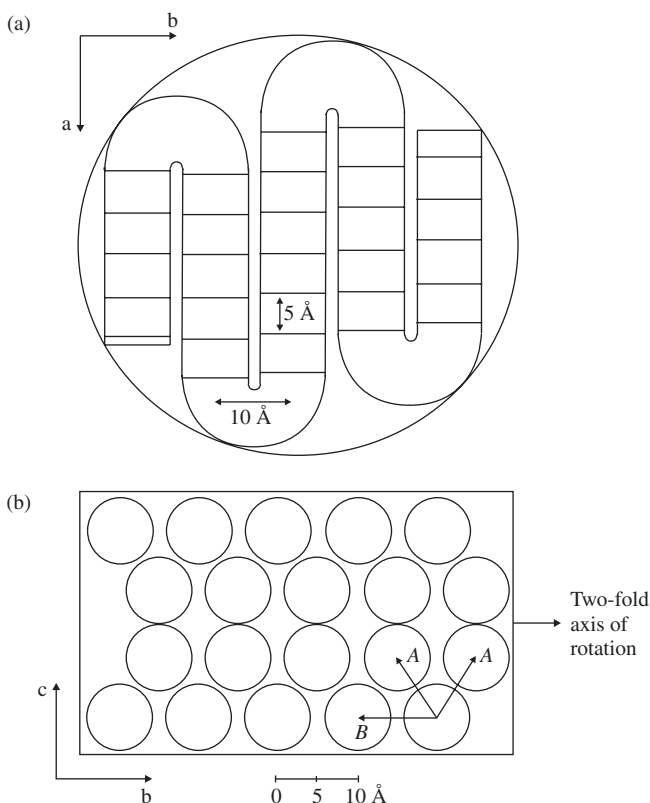 (a)
b
a
5 Å
10 Å
(b)
Two-fold
axis of
rotation
A
A
B
c
b
0 5 10 Å